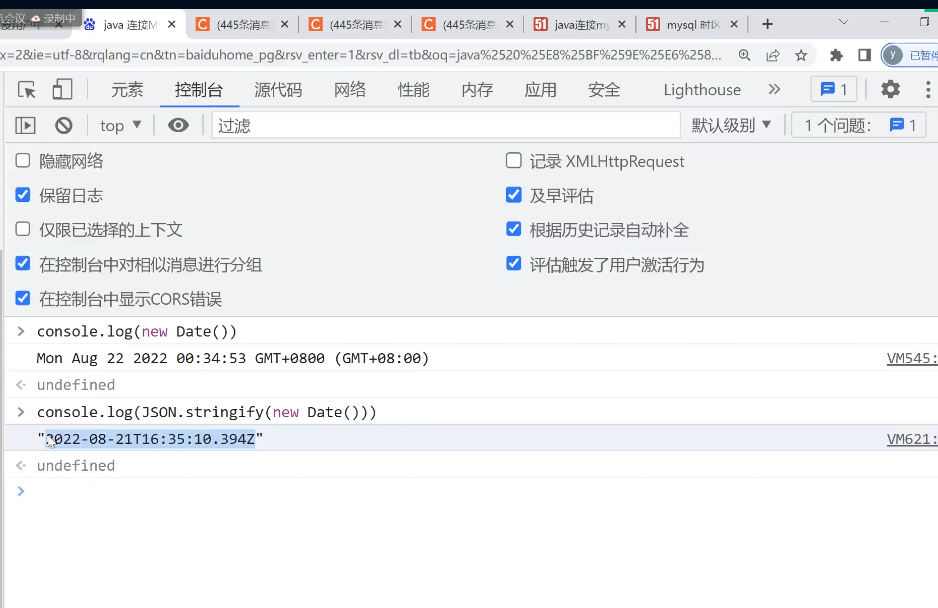 会议 录制中
java 连接M
(445条消息
(445条消息
(445条消息
java连接my
mysql 时区
x=2&ie=utf-8&rqlang=cn&tn=baiduhome_pg&rsv_enter=1&rsv_dl=tb&oq=java%2520%25E8%25BF%259E%25E6%258...
y 已暂停
元素 控制台 源代码 网络 性能 内存 应用 安全 Lighthouse 1
top 过滤 默认级别 1 个问题: 1
隐藏网络 记录 XMLHttpRequest
保留日志 及早评估
仅限已选择的上下文 根据历史记录自动补全
在控制台中对相似消息进行分组 评估触发了用户激活行为
在控制台中显示CORS错误
console.log(new Date())
Mon Aug 22 2022 00:34:53 GMT+0800 (GMT+08:00) VM545:
undefined
console.log(JSON.stringify(new Date()))
"2022-08-21T16:35:10.394Z" VM621:
undefined